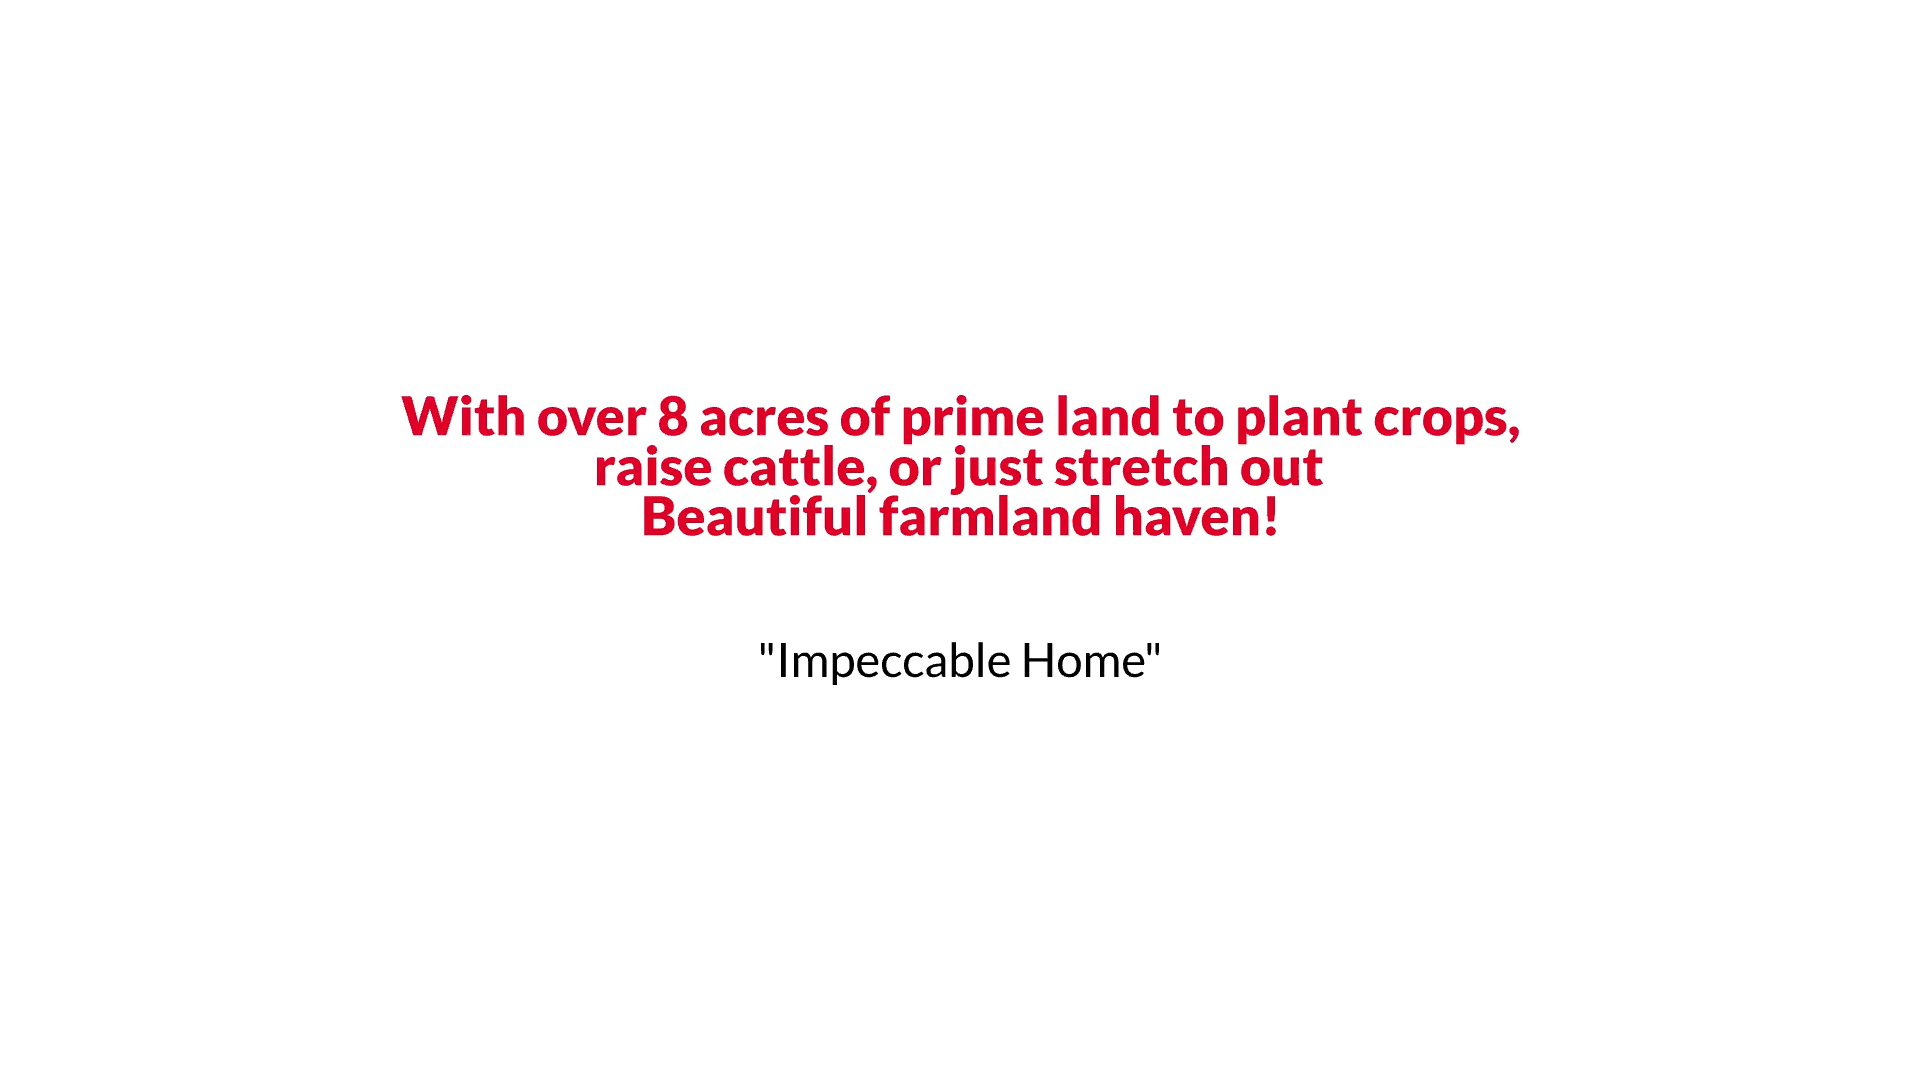 With over 8 acres of prime land to plant crops,
raise cattle, or just stretch out
Beautiful farmland haven!
"Impeccable Home"